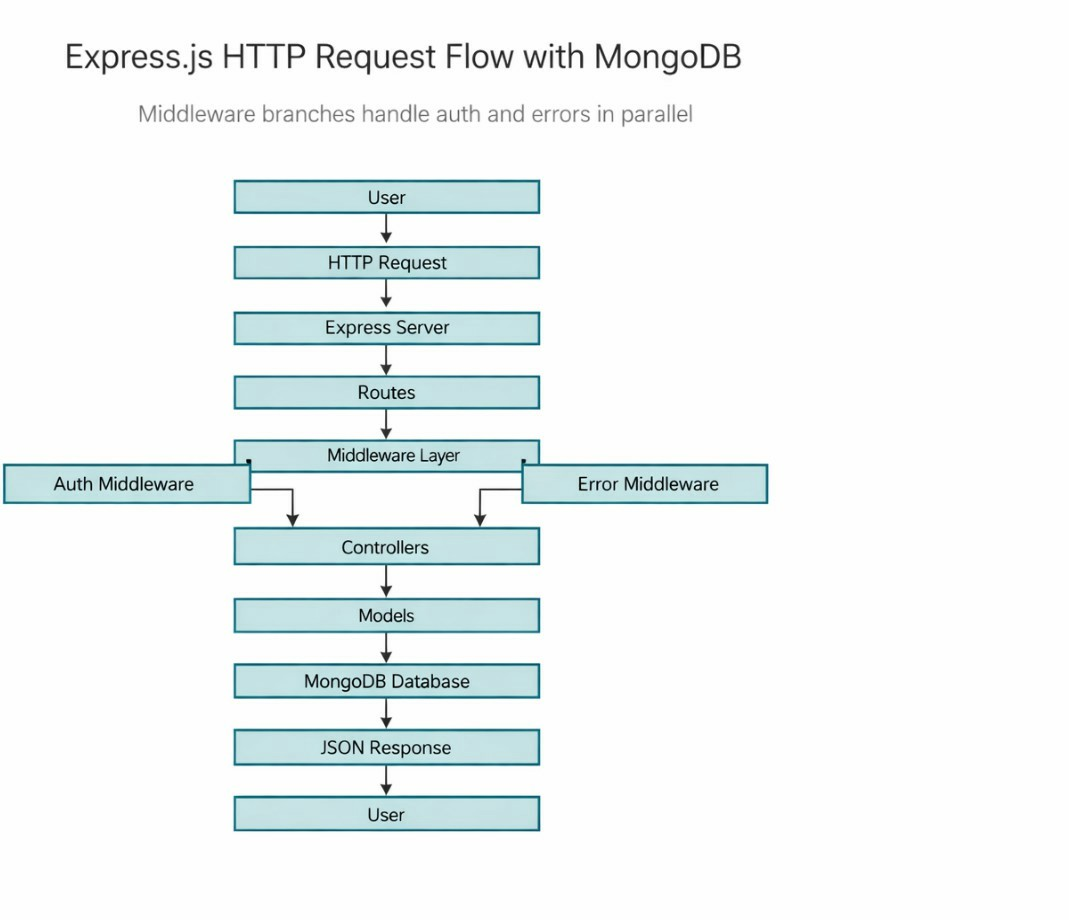 Express.js HTTP Request Flow with MongoDB
Middleware branches handle auth and errors in parallel
User
HTTP Request
Express Server
Routes
Middleware Layer
Auth Middleware
Error Middleware
Controllers
Models
MongoDB Database
JSON Response
User